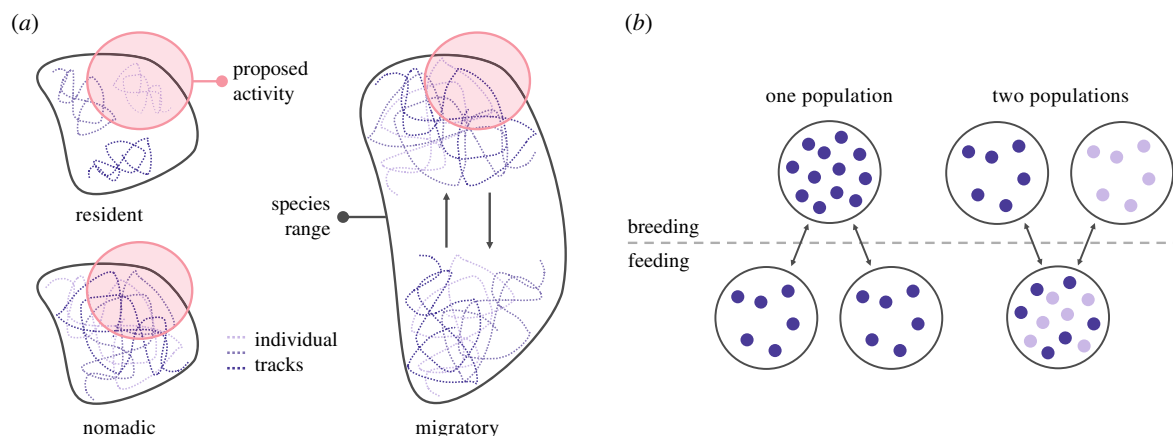 (a)
proposed
activity
resident
species
range
individual
tracks
nomadic
migratory
(b)
one population
two populations
breeding
feeding